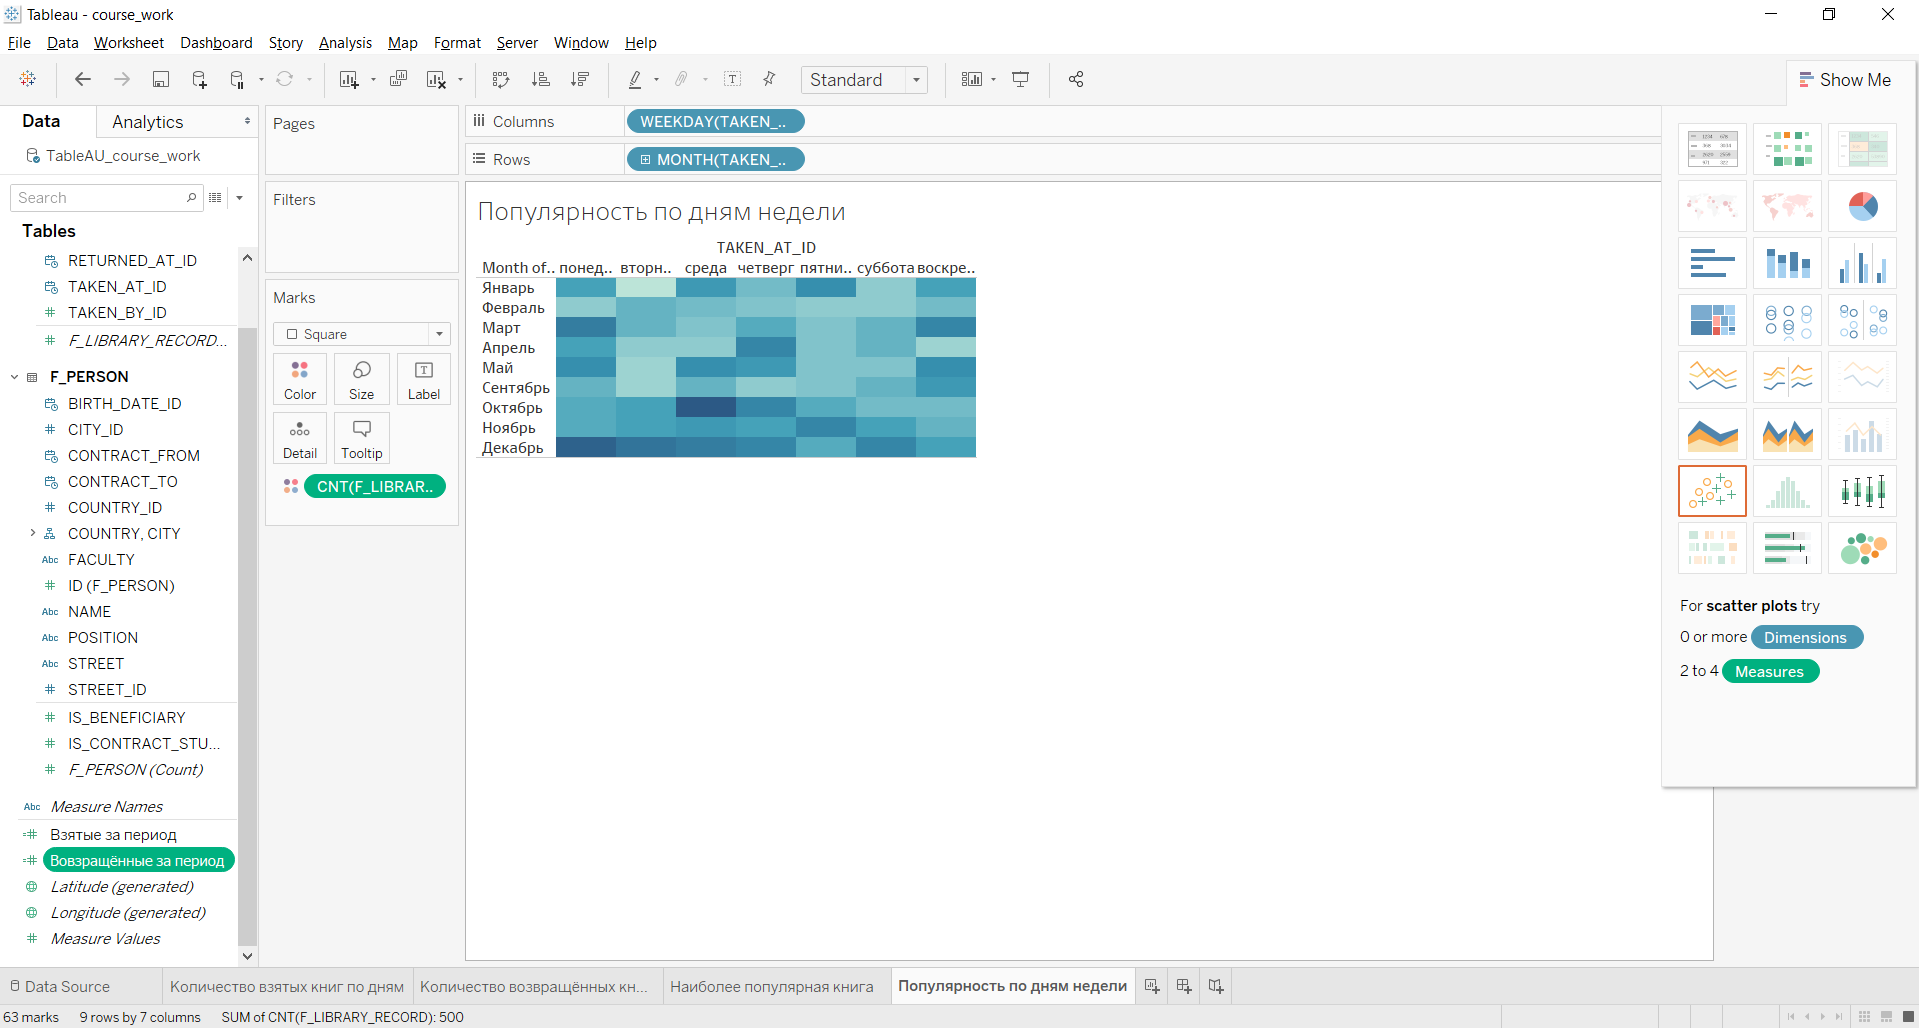 Tableau - course_work
File Data Worksheet Dashboard Story Analysis Map Format Server Window Help
Standard
Show Me
Data
Analytics
TableAU_course_work
Search
Tables
RETURNED_AT_ID
TAKEN_AT_ID
TAKEN_BY_ID
F_LIBRARY_RECORD...
F_PERSON
BIRTH_DATE_ID
CITY_ID
CONTRACT_FROM
CONTRACT_TO
COUNTRY_ID
COUNTRY, CITY
Abc FACULTY
ID (F_PERSON)
Abc NAME
Abc POSITION
Abc STREET
STREET_ID
IS_BENEFICIARY
IS_CONTRACT_STU...
F_PERSON (Count)
Abc Measure Names
Взятые за период
Вовзращённые за период
Latitude (generated)
Longitude (generated)
Measure Values
Pages
Filters
Marks
Square
Color Size Label
Detail Tooltip
CNT(F_LIBRAR..
Columns WEEKDAY(TAKEN_..
Rows MONTH(TAKEN_..
Популярность по дням недели
TAKEN_AT_ID
Month of.. понед.. вторн.. среда четверг пятни.. суббота воскре..
Январь
Февраль
Март
Апрель
Май
Сентябрь
Октябрь
Ноябрь
Декабрь
For scatter plots try
0 or more Dimensions
2 to 4 Measures
Data Source
Количество взятых книг по дням
Количество возвращённых кн...
Наиболее популярная книга
Популярность по дням недели
63 marks 9 rows by 7 columns SUM of CNT(F_LIBRARY_RECORD): 500